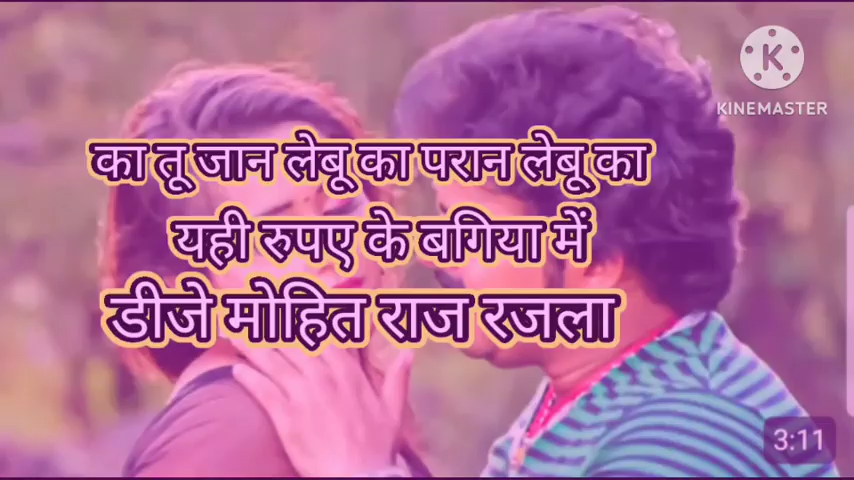 KINEMASTER
का तू जान लेबू का परान लेबू का
यही रुपए के बगिया में
डीजे मोहित राज रजला
3:11